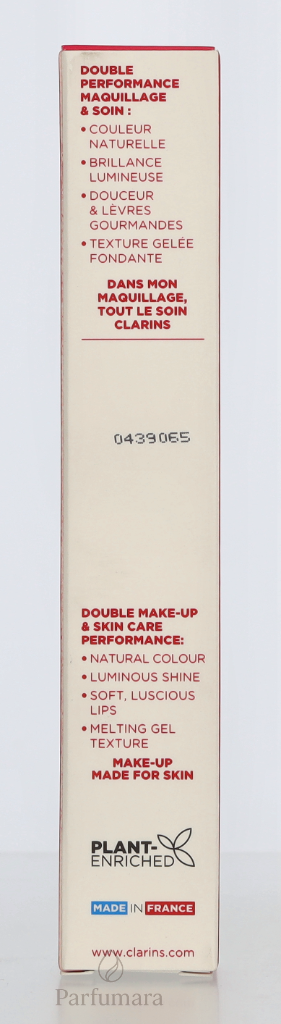 DOUBLE
PERFORMANCE
MAQUILLAGE
& SOIN :
• COULEUR
NATURELLE
• BRILLANCE
LUMINEUSE
• DOUCEUR
& LÈVRES
GOURMANDES
• TEXTURE GELÉE
FONDANTE
DANS MON
MAQUILLAGE,
TOUT LE SOIN
CLARINS
0439065
DOUBLE MAKE-UP
& SKIN CARE
PERFORMANCE:
• NATURAL COLOUR
• LUMINOUS SHINE
• SOFT, LUSCIOUS
LIPS
• MELTING GEL
TEXTURE
MAKE-UP
MADE FOR SKIN
PLANT-
ENRICHED
MADE IN FRANCE
www.clarins.com
Parfumara